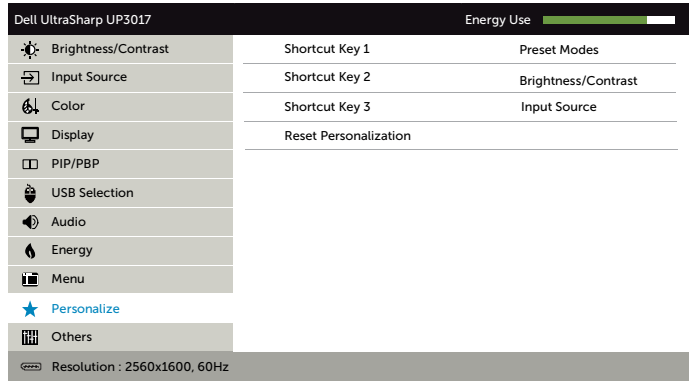 Dell UltraSharp UP3017 Energy Use
Brightness/Contrast Shortcut Key 1 Preset Modes
Input Source Shortcut Key 2 Brightness/Contrast
Color Shortcut Key 3 Input Source
Display Reset Personalization
PIP/PBP
USB Selection
Audio
Energy
Menu
Personalize
Others
Resolution : 2560x1600, 60Hz